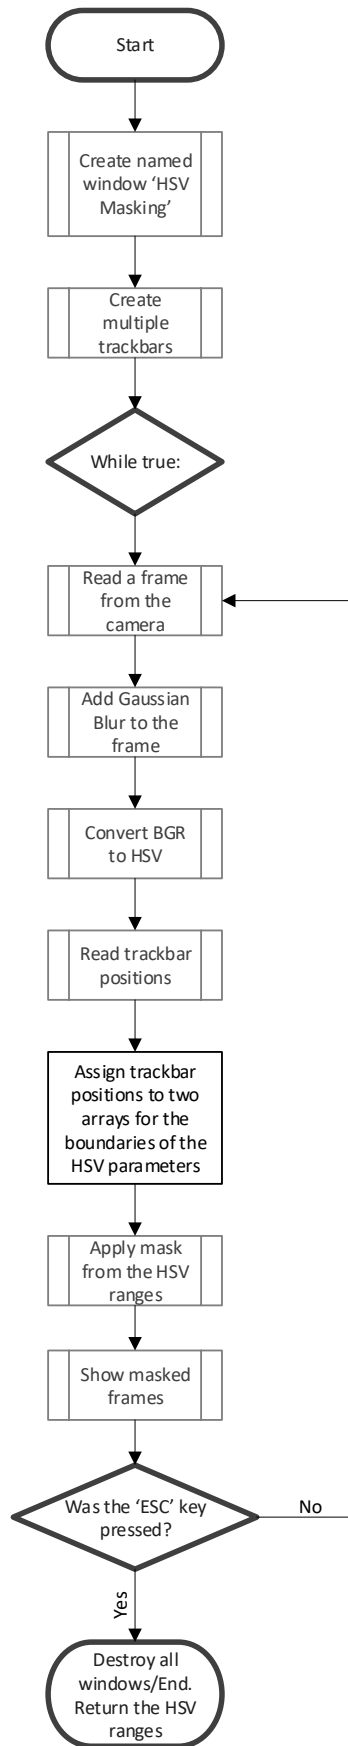 Start
Create named
window ‘HSV
Masking’
Create
multiple
trackbars
While true:
Read a frame
from the
camera
Add Gaussian
Blur to the
frame
Convert BGR
to HSV
Read trackbar
positions
Assign trackbar
positions to two
arrays for the
boundaries of the
HSV parameters
Apply mask
from the HSV
ranges
Show masked
frames
Was the ‘ESC’ key
pressed?
No
Yes
Destroy all
windows/End.
Return the HSV
ranges